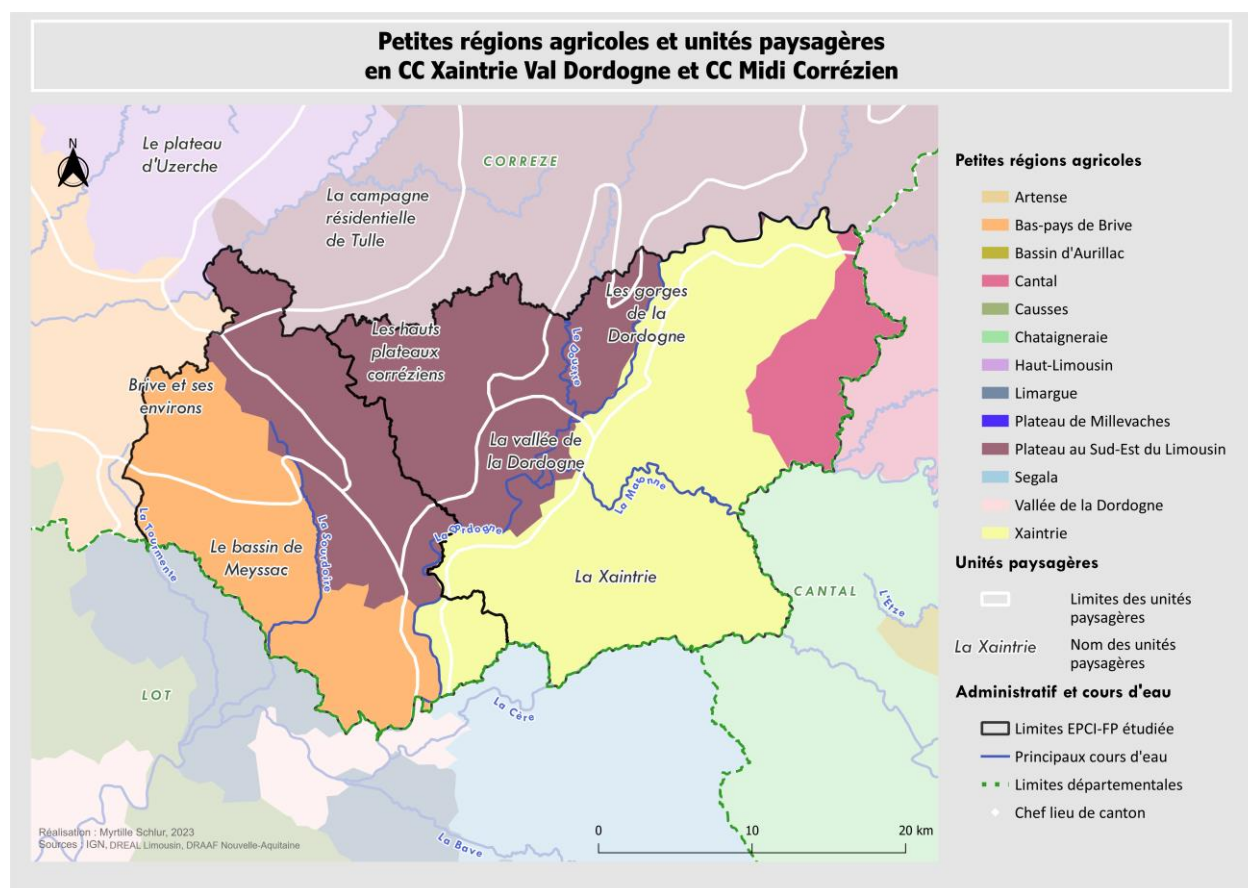 Petites régions agricoles et unités paysagères
en CC Xaintrie Val Dordogne et CC Midi Corrézien
N
Le plateau
d'Uzerche
CORREZE
La campagne
résidentielle
de Tulle
Les gorges
de la
Dordogne
Les hauts
plateaux
corréziens
La Doustre
Brive et ses
environs
La vallée de
la Dordogne
La Maronne
La Tourmente
La Sourdoire
La Dordogne
Le bassin de
Meyssac
La Xaintrie
CANTAL
L'Etze
LOT
La Cère
La Bave
Réalisation : Myrtille Schlur, 2023
Sources : IGN, DREAL Limousin, DRAAF Nouvelle-Aquitaine
0 10 20 km
Petites régions agricoles
Artense
Bas-pays de Brive
Bassin d'Aurillac
Cantal
Causses
Chataigneraie
Haut-Limousin
Limargue
Plateau de Millevaches
Plateau au Sud-Est du Limousin
Segala
Vallée de la Dordogne
Xaintrie
Unités paysagères
Limites des unités
paysagères
La Xaintrie Nom des unités
paysagères
Administratif et cours d'eau
Limites EPCI-FP étudiée
Principaux cours d'eau
Limites départementales
Chef lieu de canton